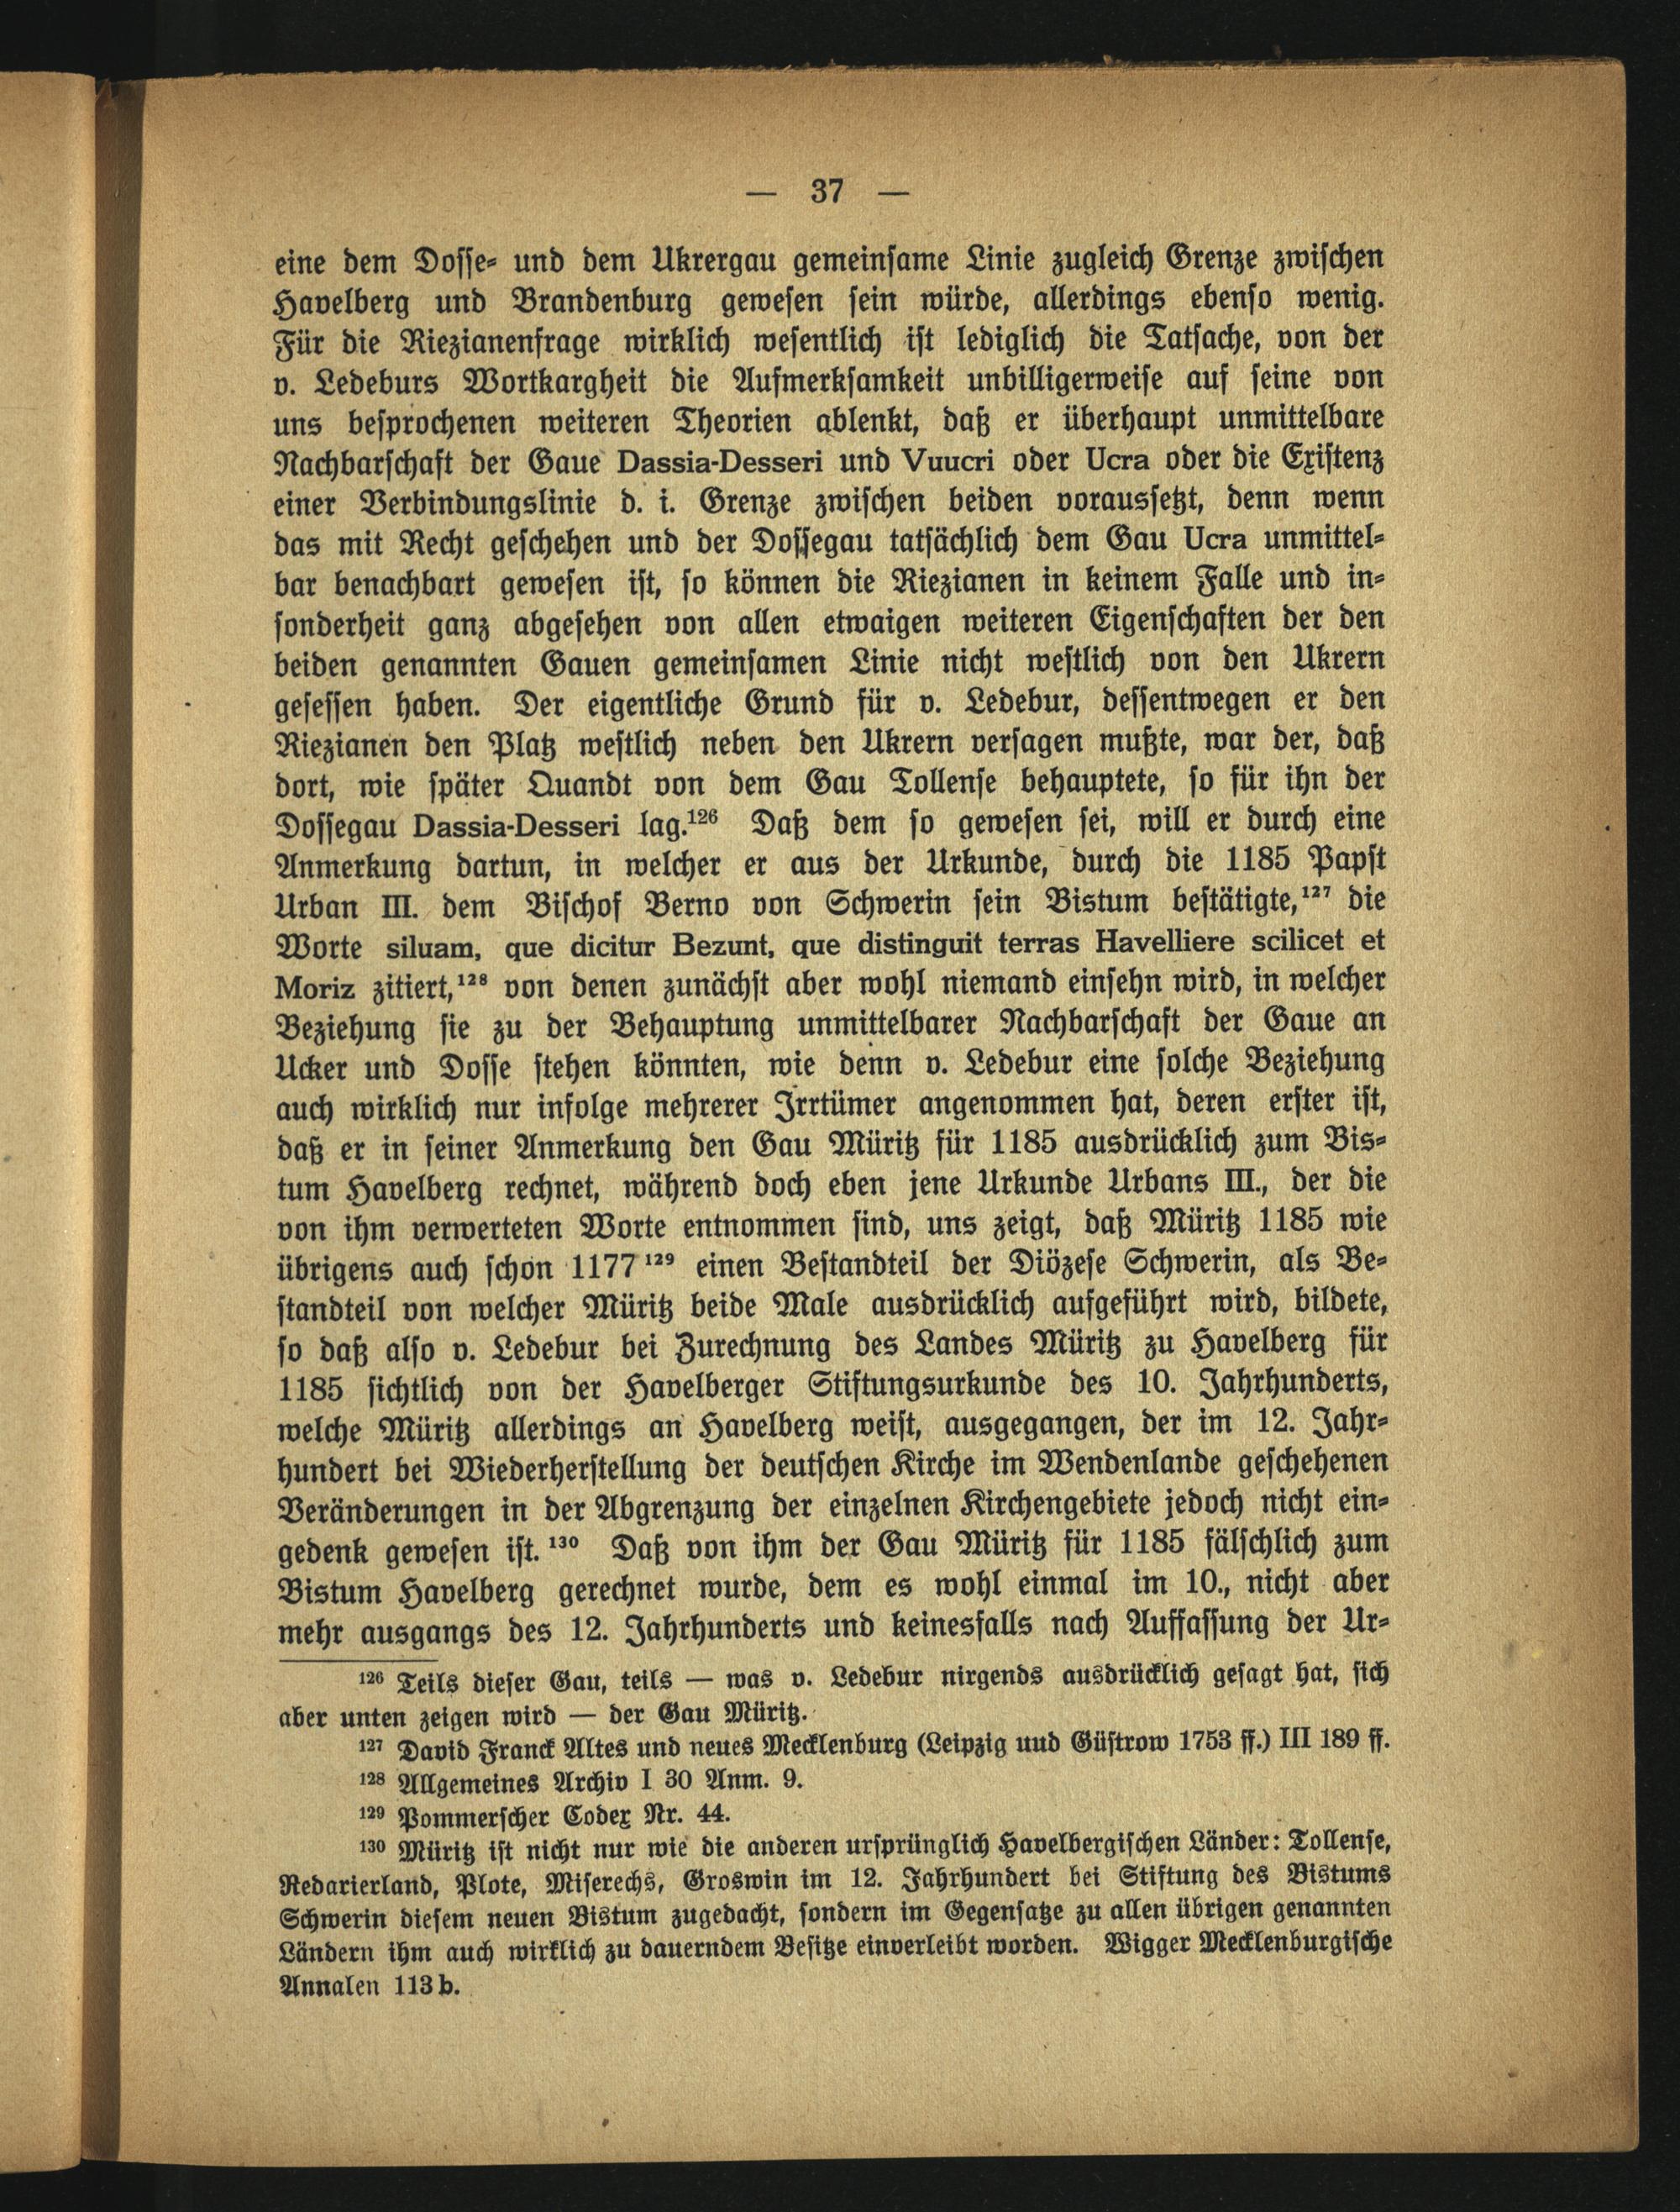 — 37 —
eine dem Dosse- und dem Ukrergau gemeinsame Linie zugleich Grenze zwischen
Havelberg und Brandenburg gewesen sein würde, allerdings ebenso wenig.
Für die Riezianenfrage wirklich wesentlich ist lediglich die Tatsache, von der
v. Ledeburs Wortkargheit die Aufmerksamkeit unbilligerweise auf seine von
uns besprochenen weiteren Theorien ablenkt, daß er überhaupt unmittelbare
Nachbarschaft der Gaue Dassia-Desseri und Vuucri oder Ucra oder die Existenz
einer Verbindungslinie d. i. Grenze zwischen beiden voraussetzt, denn wenn
das mit Recht geschehen und der Dossegau tatsächlich dem Gau Ucra unmittel-
bar benachbart gewesen ist, so können die Riezianen in keinem Falle und in-
sonderheit ganz abgesehen von allen etwaigen weiteren Eigenschaften der den
beiden genannten Gauen gemeinsamen Linie nicht westlich von den Ukrern
gesessen haben. Der eigentliche Grund für v. Ledebur, dessentwegen er den
Riezianen den Platz westlich neben den Ukrern versagen mußte, war der, daß
dort, wie später Quandt von dem Gau Tollense behauptete, so für ihn der
Dossegau Dassia-Desseri lag.¹²⁶ Daß dem so gewesen sei, will er durch eine
Anmerkung dartun, in welcher er aus der Urkunde, durch die 1185 Papst
Urban III. dem Bischof Berno von Schwerin sein Bistum bestätigte,¹²⁷ die
Worte siluam, que dicitur Bezunt, que distinguit terras Havelliere scilicet et
Moriz zitiert,¹²⁸ von denen zunächst aber wohl niemand einsehn wird, in welcher
Beziehung sie zu der Behauptung unmittelbarer Nachbarschaft der Gaue an
Ucker und Dosse stehen könnten, wie denn v. Ledebur eine solche Beziehung
auch wirklich nur infolge mehrerer Irrtümer angenommen hat, deren erster ist,
daß er in seiner Anmerkung den Gau Müritz für 1185 ausdrücklich zum Bis-
tum Havelberg rechnet, während doch eben jene Urkunde Urbans III., der die
von ihm verwerteten Worte entnommen sind, uns zeigt, daß Müritz 1185 wie
übrigens auch schon 1177¹²⁹ einen Bestandteil der Diözese Schwerin, als Be-
standteil von welcher Müritz beide Male ausdrücklich aufgeführt wird, bildete,
so daß also v. Ledebur bei Zurechnung des Landes Müritz zu Havelberg für
1185 sichtlich von der Havelberger Stiftungsurkunde des 10. Jahrhunderts,
welche Müritz allerdings an Havelberg weist, ausgegangen, der im 12. Jahr-
hundert bei Wiederherstellung der deutschen Kirche im Wendenlande geschehenen
Veränderungen in der Abgrenzung der einzelnen Kirchengebiete jedoch nicht ein-
gedenk gewesen ist.¹³⁰ Daß von ihm der Gau Müritz für 1185 fälschlich zum
Bistum Havelberg gerechnet wurde, dem es wohl einmal im 10., nicht aber
mehr ausgangs des 12. Jahrhunderts und keinesfalls nach Auffassung der Ur-
¹²⁶ Teils dieser Gau, teils — was v. Ledebur nirgends ausdrücklich gesagt hat, sich
aber unten zeigen wird — der Gau Müritz.
¹²⁷ David Franck Altes und neues Mecklenburg (Leipzig uud Güstrow 1753 ff.) III 189 ff.
¹²⁸ Allgemeines Archiv I 30 Anm. 9.
¹²⁹ Pommerscher Codex Nr. 44.
¹³⁰ Müritz ist nicht nur wie die anderen ursprünglich Havelbergischen Länder: Tollense,
Redarierland, Plote, Miserechs, Groswin im 12. Jahrhundert bei Stiftung des Bistums
Schwerin diesem neuen Bistum zugedacht, sondern im Gegensatze zu allen übrigen genannten
Ländern ihm auch wirklich zu dauerndem Besitze einverleibt worden. Wigger Mecklenburgische
Annalen 113b.